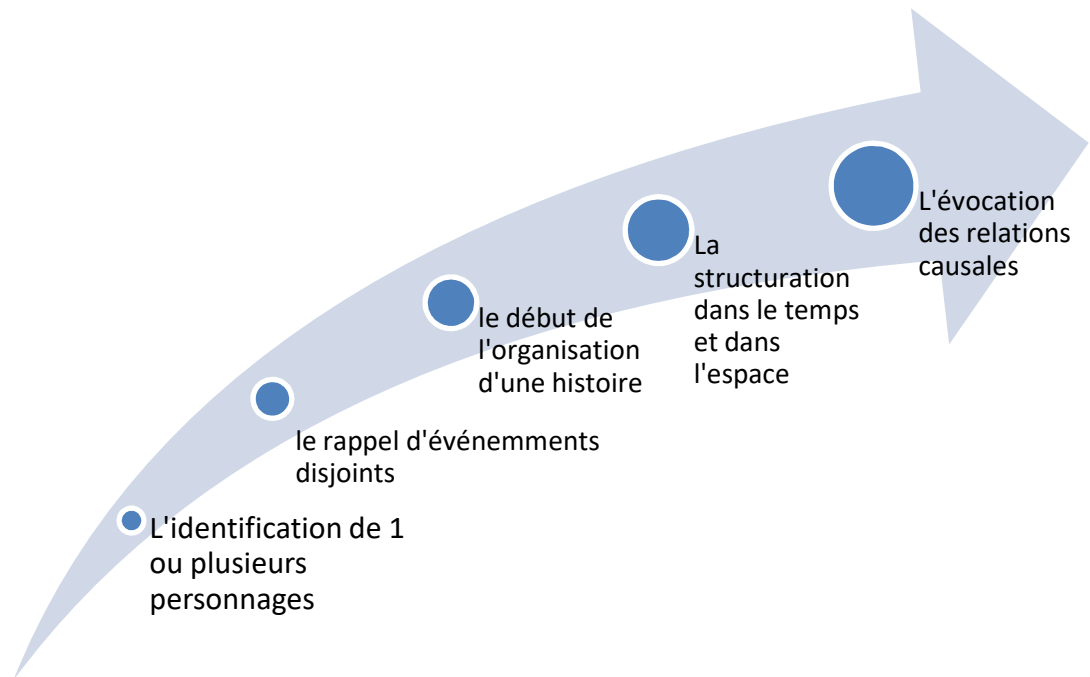 L'identification de 1
ou plusieurs
personnages
le rappel d'événemments
disjoints
le début de
l'organisation
d'une histoire
La
structuration
dans le temps
et dans
l'espace
L'évocation
des relations
causales